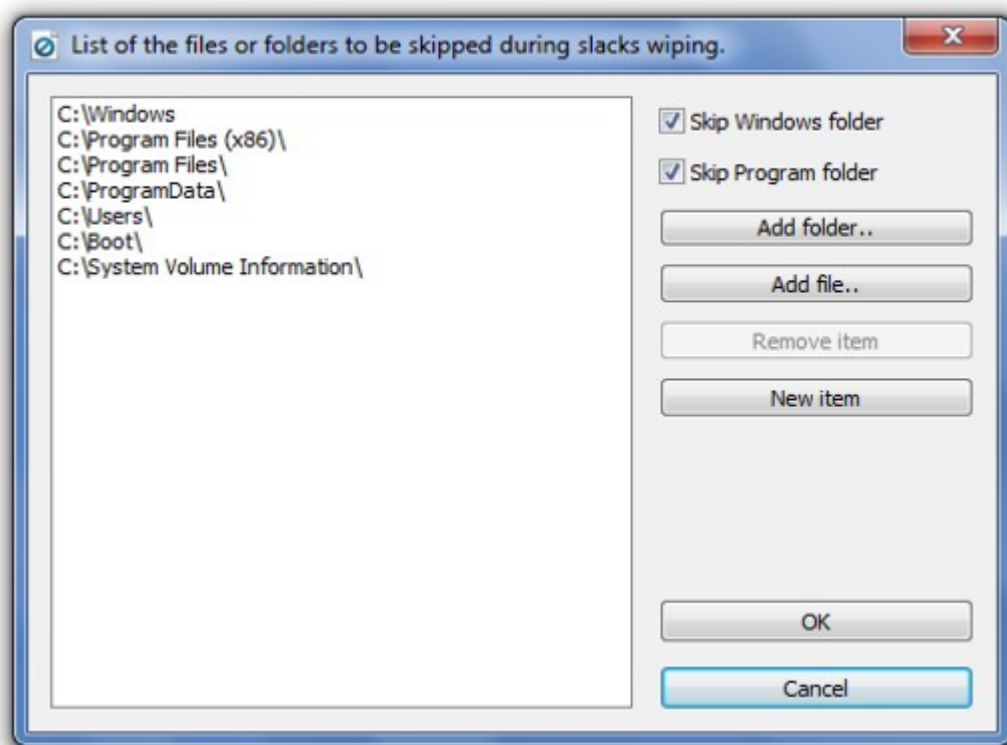 List of the files or folders to be skipped during slacks wiping.
C:\Windows
C:\Program Files (x86)\
C:\Program Files\
C:\ProgramData\
C:\Users\
C:\Boot\
C:\System Volume Information\
Skip Windows folder
Skip Program folder
Add folder..
Add file..
Remove item
New item
OK
Cancel